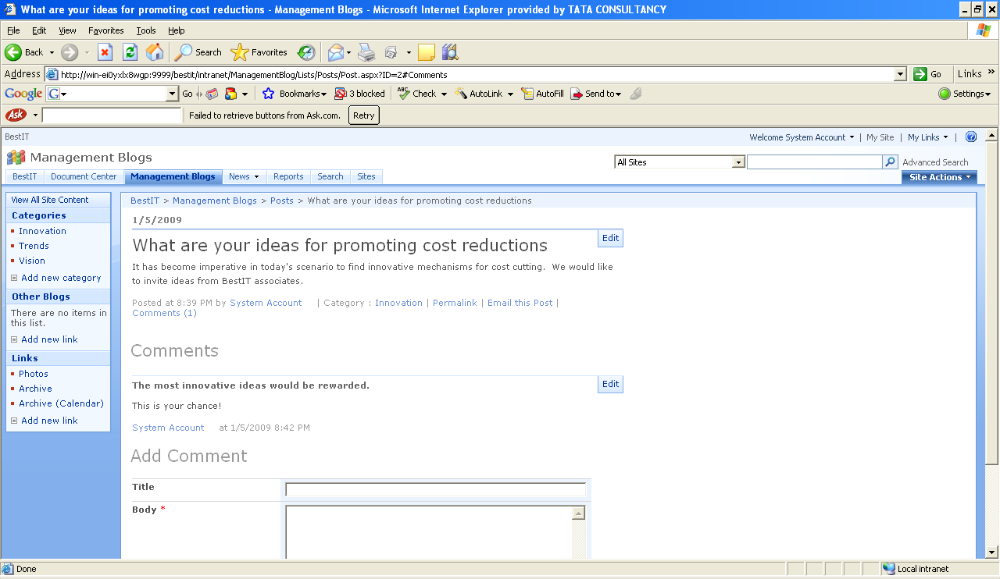 What are your ideas for promoting cost reductions - Management Blogs - Microsoft Internet Explorer provided by TATA CONSULTANCY
File Edit View Favorites Tools Help
Back Search Favorites
Address http://win-ei0yxlx8wgp:9999/bestit/intranet/ManagementBlog/Lists/Posts/Post.aspx?ID=2#Comments Go Links »
Google G Go Bookmarks 3 blocked ABC Check AutoLink AutoFill Send to Settings
Ask Failed to retrieve buttons from Ask.com. Retry
BestIT Welcome System Account | My Site | My Links |
Management Blogs All Sites Advanced Search
BestIT Document Center Management Blogs News Reports Search Sites Site Actions
View All Site Content
Categories
Innovation
Trends
Vision
Add new category
Other Blogs
There are no items in
this list.
Add new link
Links
Photos
Archive
Archive (Calendar)
Add new link
BestIT > Management Blogs > Posts > What are your ideas for promoting cost reductions
1/5/2009
What are your ideas for promoting cost reductions Edit
It has become imperative in today's scenario to find innovative mechanisms for cost cutting. We would like
to invite ideas from BestIT associates.
Posted at 8:39 PM by System Account | Category : Innovation | Permalink | Email this Post |
Comments (1)
Comments
The most innovative ideas would be rewarded. Edit
This is your chance!
System Account at 1/5/2009 8:42 PM
Add Comment
Title
Body *
Done Local intranet